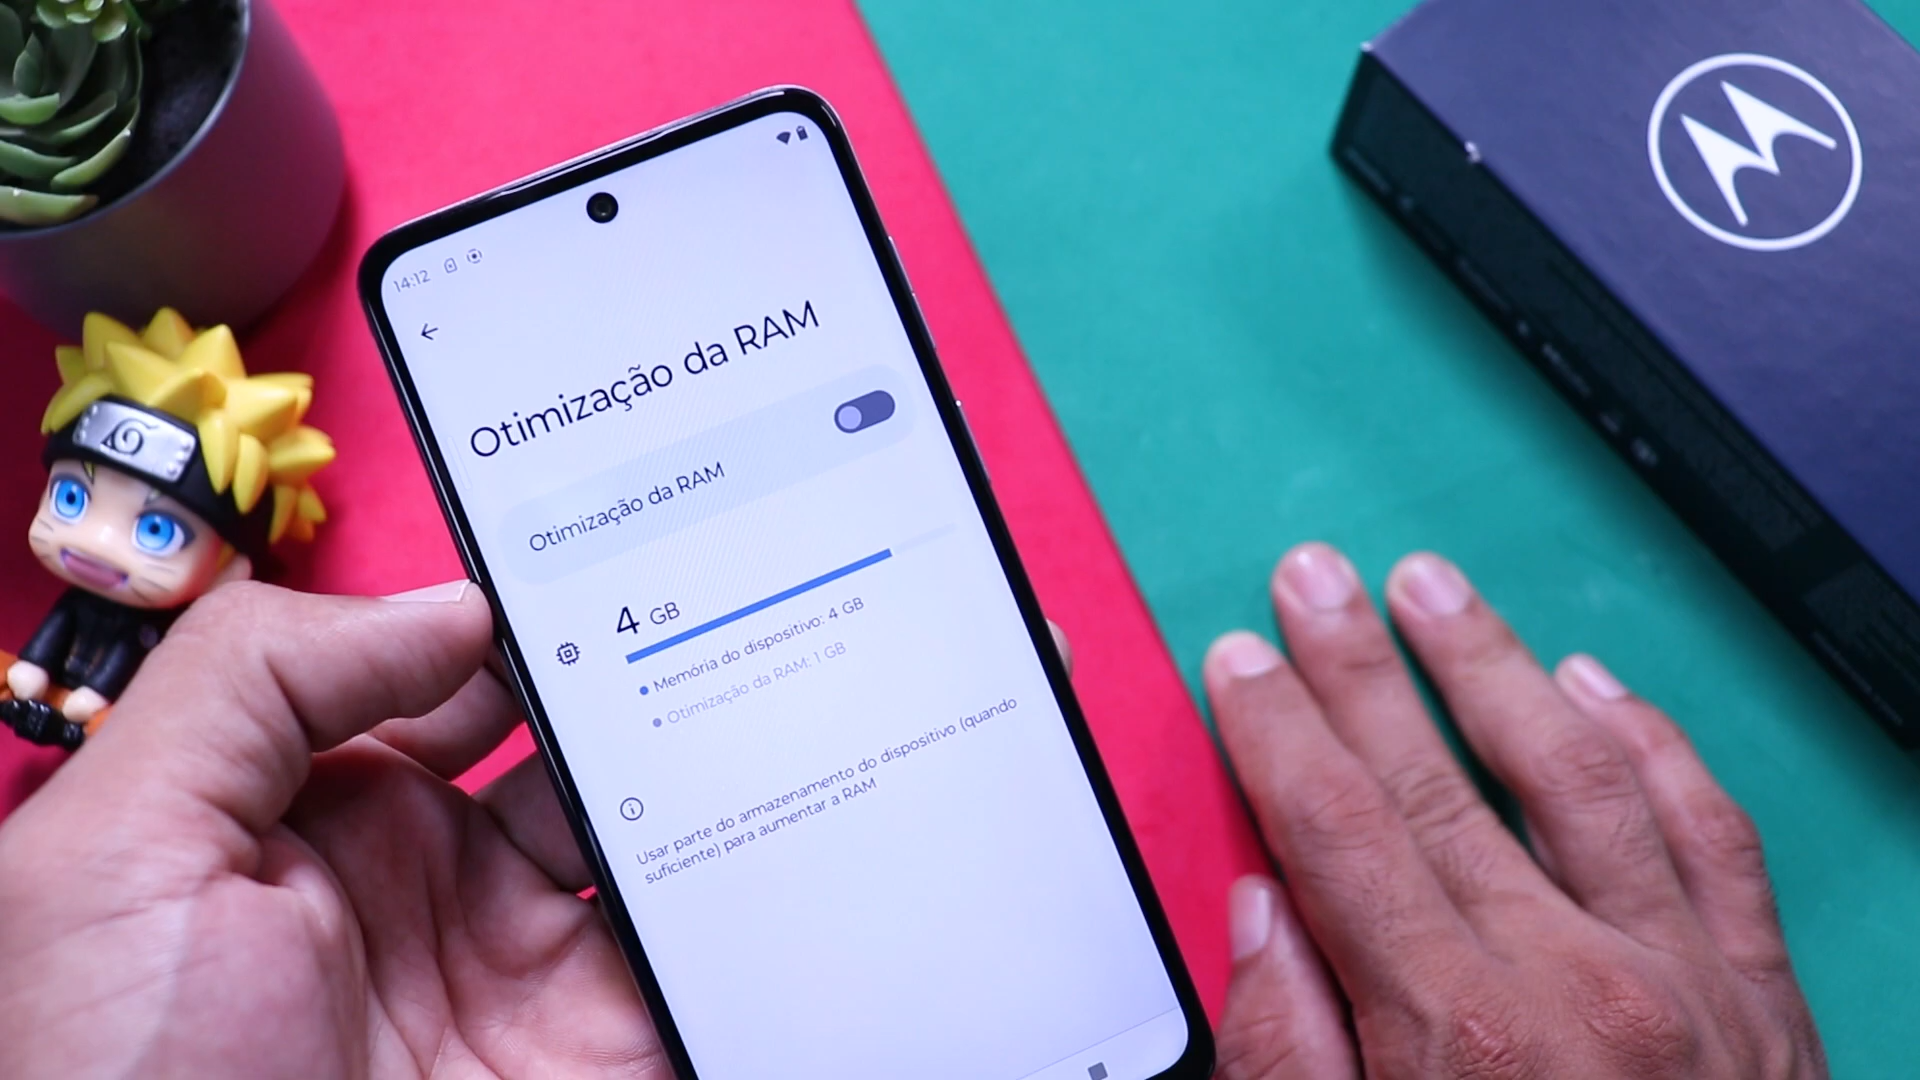 14:12
Otimização da RAM
Otimização da RAM
4 GB
Memória do dispositivo: 4 GB
Otimização da RAM: 1 GB
Usar parte do armazenamento do dispositivo (quando
suficiente) para aumentar a RAM